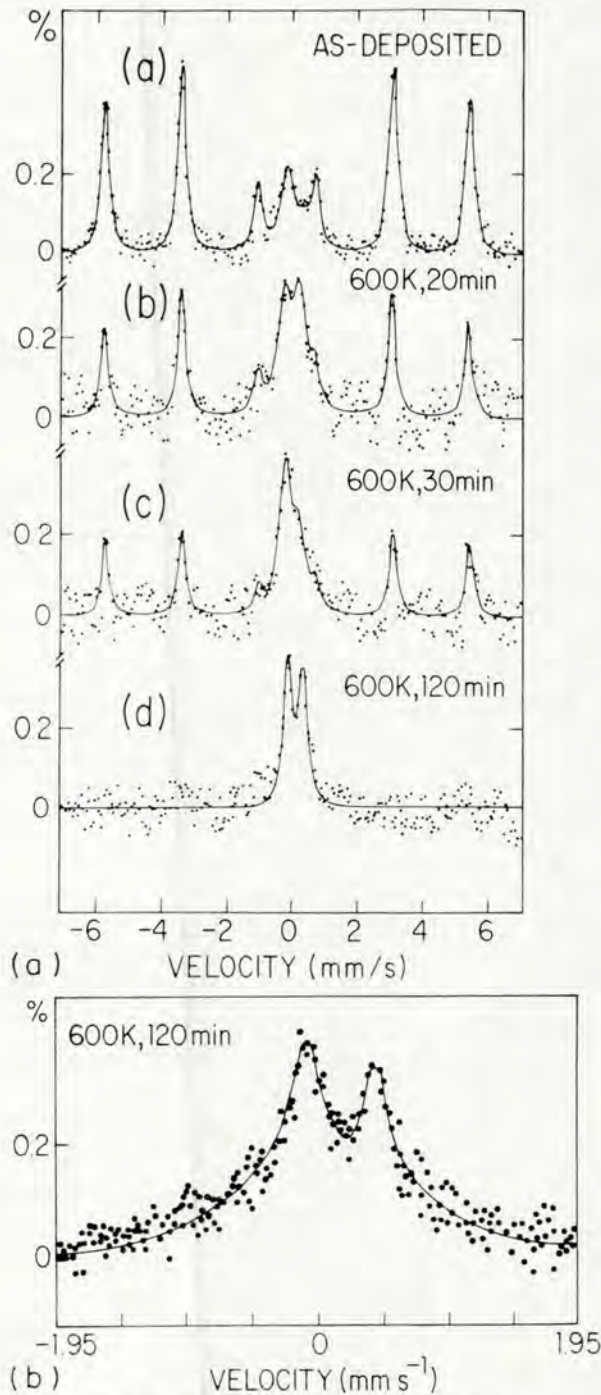 %
AS-DEPOSITED
(a)
0.2
0
600K,20min
(b)
0.2
0
600K,30min
(c)
0.2
0
600K,120min
(d)
0.2
0
-6 -4 -2 0 2 4 6
(a) VELOCITY (mm/s)
%
600K,120min
0.2
0
-1.95 0 1.95
(b) VELOCITY (mm s⁻¹)